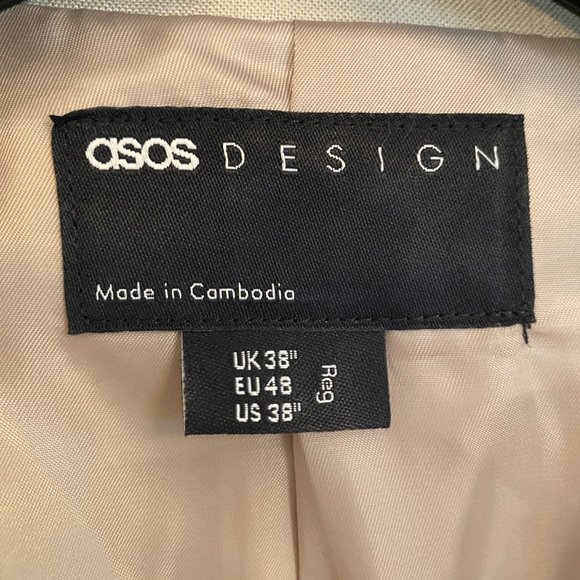 asos DESIGN
Made in Cambodia
UK 38"
EU 48
US 38"
Reg